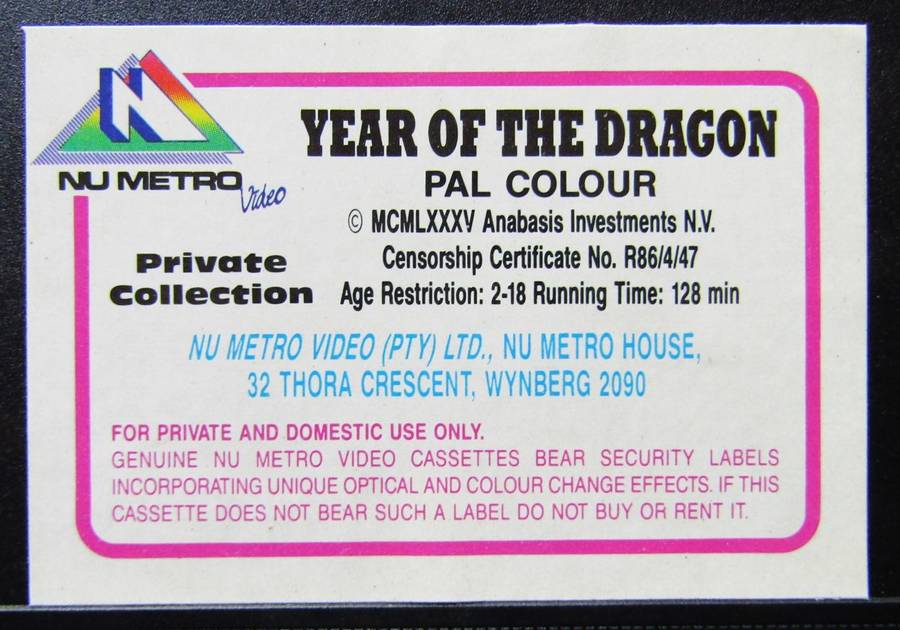 N
NU METRO
Video
YEAR OF THE DRAGON
PAL COLOUR
© MCMLXXXV Anabasis Investments N.V.
Censorship Certificate No. R86/4/47
Private
Collection
Age Restriction: 2-18 Running Time: 128 min
NU METRO VIDEO (PTY) LTD., NU METRO HOUSE,
32 THORA CRESCENT, WYNBERG 2090
FOR PRIVATE AND DOMESTIC USE ONLY.
GENUINE NU METRO VIDEO CASSETTES BEAR SECURITY LABELS
INCORPORATING UNIQUE OPTICAL AND COLOUR CHANGE EFFECTS. IF THIS
CASSETTE DOES NOT BEAR SUCH A LABEL DO NOT BUY OR RENT IT.